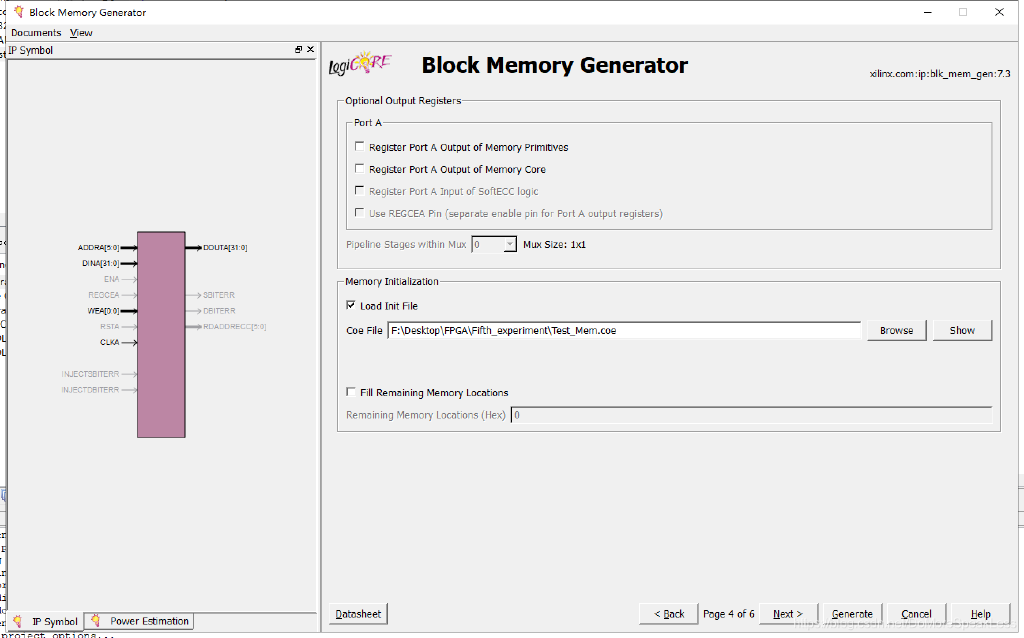 Block Memory Generator
Documents View
IP Symbol
LogiCORE
Block Memory Generator
xilinx.com:ip:blk_mem_gen:7.3
Optional Output Registers
Port A
Register Port A Output of Memory Primitives
Register Port A Output of Memory Core
Register Port A Input of SoftECC logic
Use REGCEA Pin (separate enable pin for Port A output registers)
Pipeline Stages within Mux 0 Mux Size: 1x1
Memory Initialization
Load Init File
Coe File F:\Desktop\FPGA\Fifth_experiment\Test_Mem.coe Browse Show
Fill Remaining Memory Locations
Remaining Memory Locations (Hex) 0
ADDRA[5:0] DOUTA[31:0]
DINA[31:0]
ENA
REGCEA SBITERR
WEA[0:0] DBITERR
RSTA RDADDRECC[5:0]
CLKA
INJECTSBITERR
INJECTDBITERR
Datasheet < Back Page 4 of 6 Next > Generate Cancel Help
IP Symbol Power Estimation
project options...